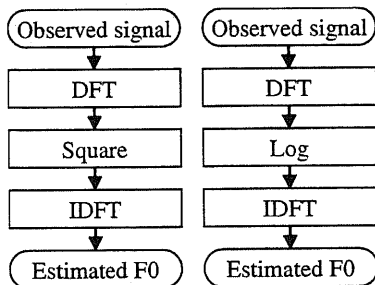 Observed signal
DFT
Square
IDFT
Estimated F0
Observed signal
DFT
Log
IDFT
Estimated F0